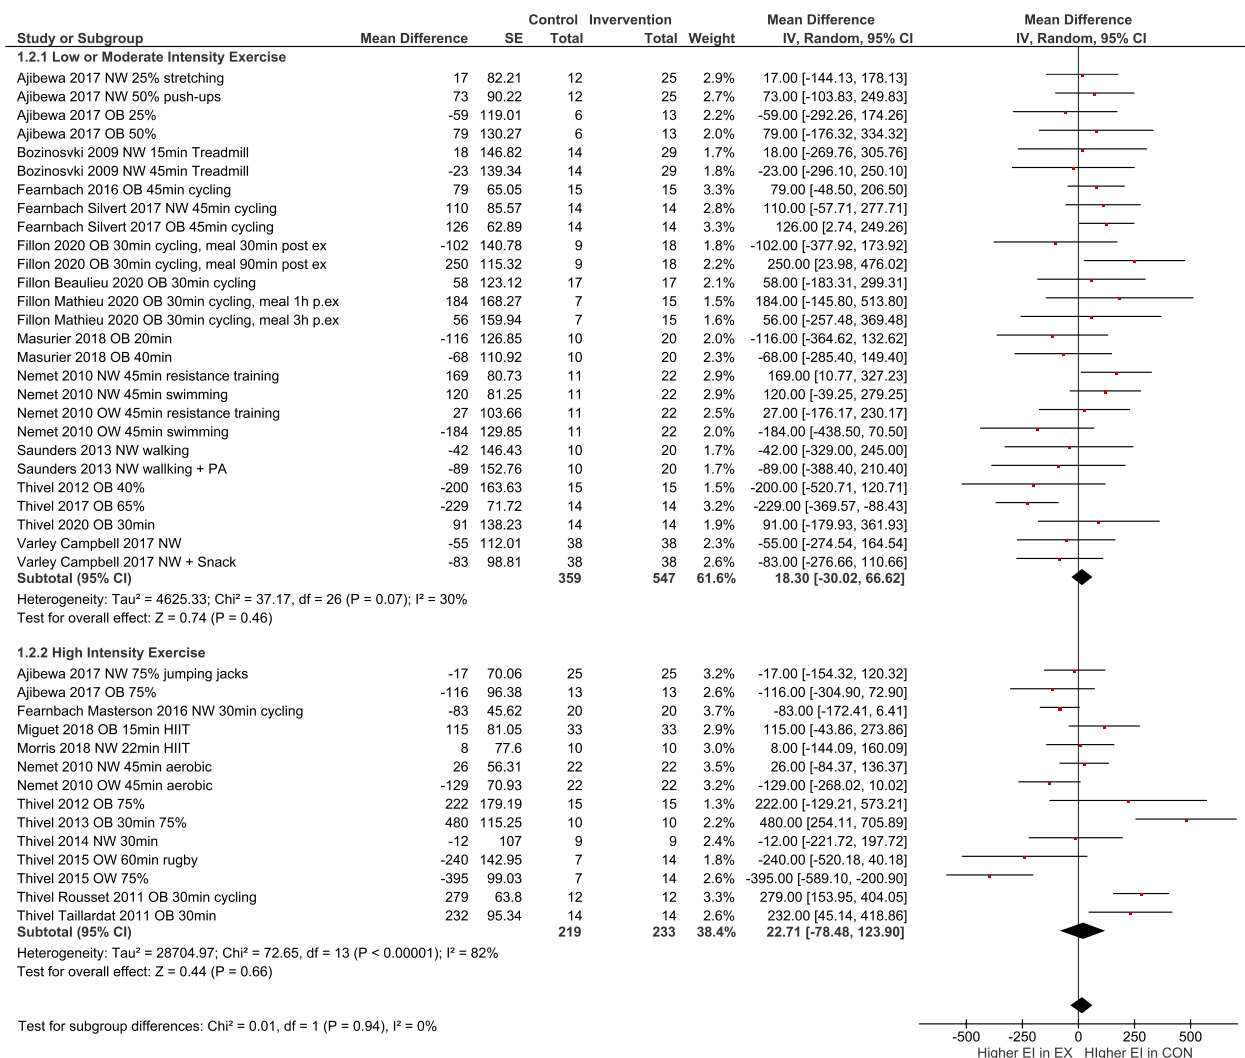 Control Invervention Mean Difference Mean Difference
Study or Subgroup Mean Difference SE Total Total Weight IV, Random, 95% CI IV, Random, 95% CI
1.2.1 Low or Moderate Intensity Exercise
Ajibewa 2017 NW 25% stretching 17 82.21 12 25 2.9% 17.00 [-144.13, 178.13]
Ajibewa 2017 NW 50% push-ups 73 90.22 12 25 2.7% 73.00 [-103.83, 249.83]
Ajibewa 2017 OB 25% -59 119.01 6 13 2.2% -59.00 [-292.26, 174.26]
Ajibewa 2017 OB 50% 79 130.27 6 13 2.0% 79.00 [-176.32, 334.32]
Bozinosvki 2009 NW 15min Treadmill 18 146.82 14 29 1.7% 18.00 [-269.76, 305.76]
Bozinosvki 2009 NW 45min Treadmill -23 139.34 14 29 1.8% -23.00 [-296.10, 250.10]
Fearnbach 2016 OB 45min cycling 79 65.05 15 15 3.3% 79.00 [-48.50, 206.50]
Fearnbach Silvert 2017 NW 45min cycling 110 85.57 14 14 2.8% 110.00 [-57.71, 277.71]
Fearnbach Silvert 2017 OB 45min cycling 126 62.89 14 14 3.3% 126.00 [2.74, 249.26]
Fillon 2020 OB 30min cycling, meal 30min post ex -102 140.78 9 18 1.8% -102.00 [-377.92, 173.92]
Fillon 2020 OB 30min cycling, meal 90min post ex 250 115.32 9 18 2.2% 250.00 [23.98, 476.02]
Fillon Beaulieu 2020 OB 30min cycling 58 123.12 17 17 2.1% 58.00 [-183.31, 299.31]
Fillon Mathieu 2020 OB 30min cycling, meal 1h p.ex 184 168.27 7 15 1.5% 184.00 [-145.80, 513.80]
Fillon Mathieu 2020 OB 30min cycling, meal 3h p.ex 56 159.94 7 15 1.6% 56.00 [-257.48, 369.48]
Masurier 2018 OB 20min -116 126.85 10 20 2.0% -116.00 [-364.62, 132.62]
Masurier 2018 OB 40min -68 110.92 10 20 2.3% -68.00 [-285.40, 149.40]
Nemet 2010 NW 45min resistance training 169 80.73 11 22 2.9% 169.00 [10.77, 327.23]
Nemet 2010 NW 45min swimming 120 81.25 11 22 2.9% 120.00 [-39.25, 279.25]
Nemet 2010 OW 45min resistance training 27 103.66 11 22 2.5% 27.00 [-176.17, 230.17]
Nemet 2010 OW 45min swimming -184 129.85 11 22 2.0% -184.00 [-438.50, 70.50]
Saunders 2013 NW walking -42 146.43 10 20 1.7% -42.00 [-329.00, 245.00]
Saunders 2013 NW wallking + PA -89 152.76 10 20 1.7% -89.00 [-388.40, 210.40]
Thivel 2012 OB 40% -200 163.63 15 15 1.5% -200.00 [-520.71, 120.71]
Thivel 2017 OB 65% -229 71.72 14 14 3.2% -229.00 [-369.57, -88.43]
Thivel 2020 OB 30min 91 138.23 14 14 1.9% 91.00 [-179.93, 361.93]
Varley Campbell 2017 NW -55 112.01 38 38 2.3% -55.00 [-274.54, 164.54]
Varley Campbell 2017 NW + Snack -83 98.81 38 38 2.6% -83.00 [-276.66, 110.66]
Subtotal (95% CI) 359 547 61.6% 18.30 [-30.02, 66.62]
Heterogeneity: Tau² = 4625.33; Chi² = 37.17, df = 26 (P = 0.07); I² = 30%
Test for overall effect: Z = 0.74 (P = 0.46)
1.2.2 High Intensity Exercise
Ajibewa 2017 NW 75% jumping jacks -17 70.06 25 25 3.2% -17.00 [-154.32, 120.32]
Ajibewa 2017 OB 75% -116 96.38 13 13 2.6% -116.00 [-304.90, 72.90]
Fearnbach Masterson 2016 NW 30min cycling -83 45.62 20 20 3.7% -83.00 [-172.41, 6.41]
Miguet 2018 OB 15min HIIT 115 81.05 33 33 2.9% 115.00 [-43.86, 273.86]
Morris 2018 NW 22min HIIT 8 77.6 10 10 3.0% 8.00 [-144.09, 160.09]
Nemet 2010 NW 45min aerobic 26 56.31 22 22 3.5% 26.00 [-84.37, 136.37]
Nemet 2010 OW 45min aerobic -129 70.93 22 22 3.2% -129.00 [-268.02, 10.02]
Thivel 2012 OB 75% 222 179.19 15 15 1.3% 222.00 [-129.21, 573.21]
Thivel 2013 OB 30min 75% 480 115.25 10 10 2.2% 480.00 [254.11, 705.89]
Thivel 2014 NW 30min -12 107 9 9 2.4% -12.00 [-221.72, 197.72]
Thivel 2015 OW 60min rugby -240 142.95 7 14 1.8% -240.00 [-520.18, 40.18]
Thivel 2015 OW 75% -395 99.03 7 14 2.6% -395.00 [-589.10, -200.90]
Thivel Rousset 2011 OB 30min cycling 279 63.8 12 12 3.3% 279.00 [153.95, 404.05]
Thivel Taillardat 2011 OB 30min 232 95.34 14 14 2.6% 232.00 [45.14, 418.86]
Subtotal (95% CI) 219 233 38.4% 22.71 [-78.48, 123.90]
Heterogeneity: Tau² = 28704.97; Chi² = 72.65, df = 13 (P < 0.00001); I² = 82%
Test for overall effect: Z = 0.44 (P = 0.66)
Test for subgroup differences: Chi² = 0.01, df = 1 (P = 0.94), I² = 0%
-500 -250 0 250 500
Higher EI in EX HIgher EI in CON